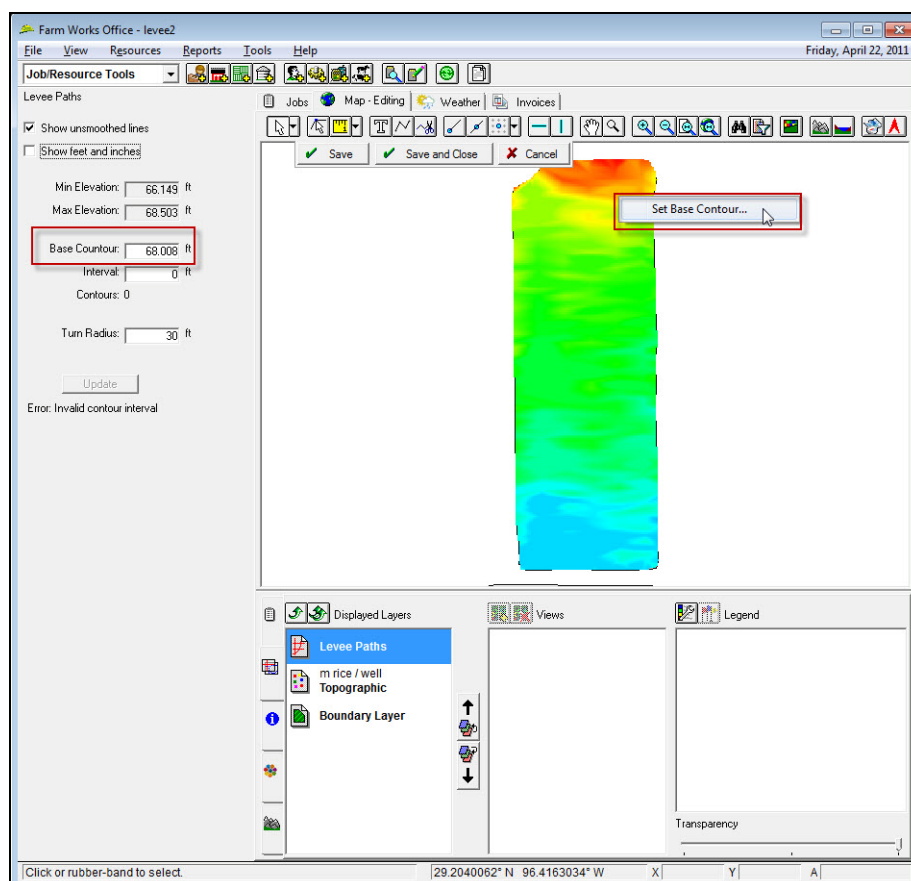 Farm Works Office - levee2
File View Resources Reports Tools Help Friday, April 22, 2011
Job/Resource Tools
Levee Paths
Jobs Map - Editing Weather Invoices
Show unsmoothed lines
Show feet and inches
Save Save and Close Cancel
Min Elevation: 66.149 ft
Max Elevation: 68.503 ft
Set Base Contour...
Base Countour: 68.008 ft
Interval: 0 ft
Contours: 0
Turn Radius: 30 ft
Update
Error: Invalid contour interval
Displayed Layers Views Legend
Levee Paths
m rice / well
Topographic
Boundary Layer
Transparency
Click or rubber-band to select. 29.2040062° N 96.4163034° W X Y A